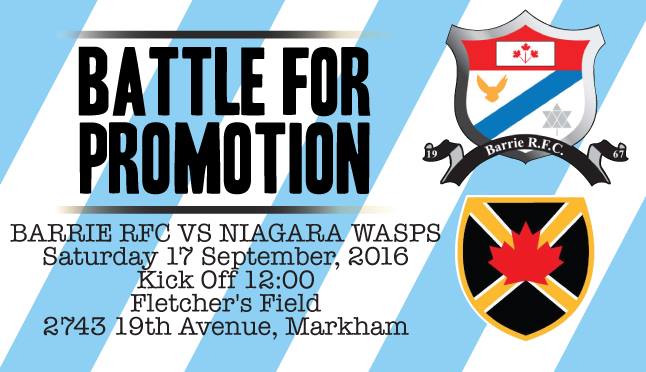 BATTLE FOR
PROMOTION
BARRIE RFC VS NIAGARA WASPS
Saturday 17 September, 2016
Kick Off 12:00
Fletcher's Field
2743 19th Avenue, Markham
19 Barrie R.F.C. 67